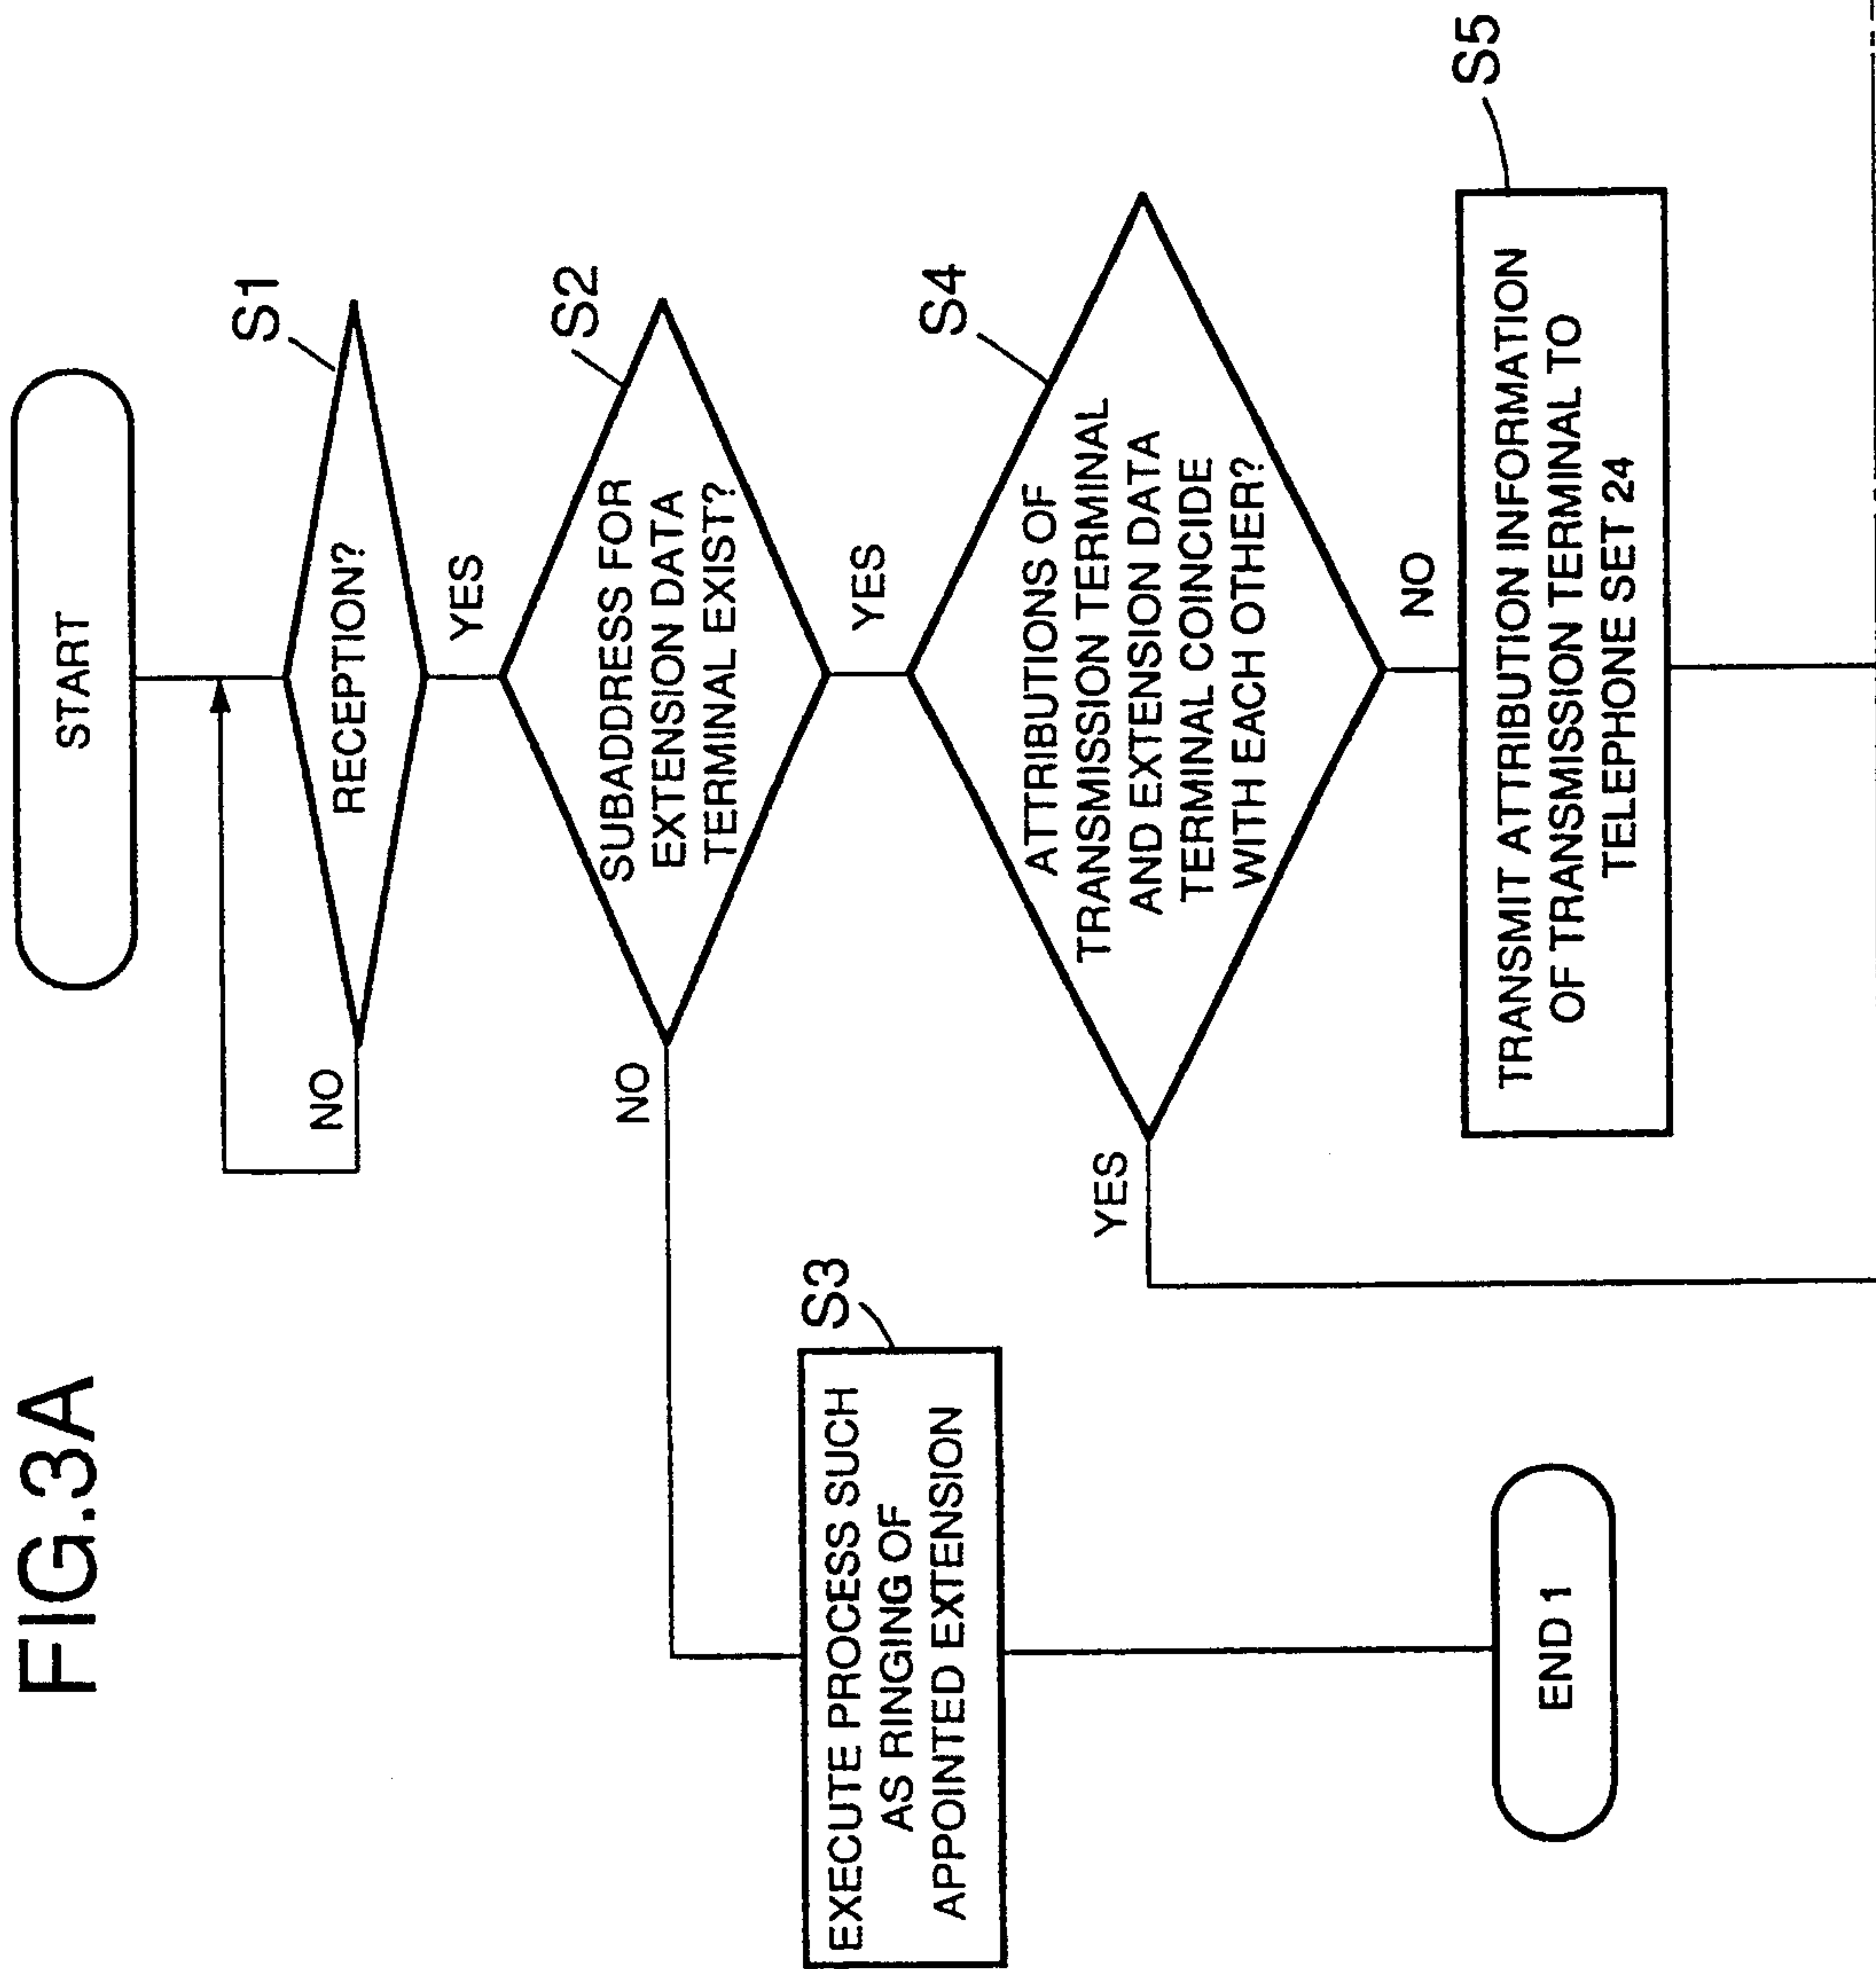 FIG.3A
START
S1
RECEPTION?
NO
YES
S2
SUBADDRESS FOR
EXTENSION DATA
TERMINAL EXIST?
NO
YES
S3
EXECUTE PROCESS SUCH
AS RINGING OF
APPOINTED EXTENSION
S4
ATTRIBUTIONS OF
TRANSMISSION TERMINAL
AND EXTENSION DATA
TERMINAL COINCIDE
WITH EACH OTHER?
YES
NO
S5
TRANSMIT ATTRIBUTION INFORMATION
OF TRANSMISSION TERMINAL TO
TELEPHONE SET 24
END 1